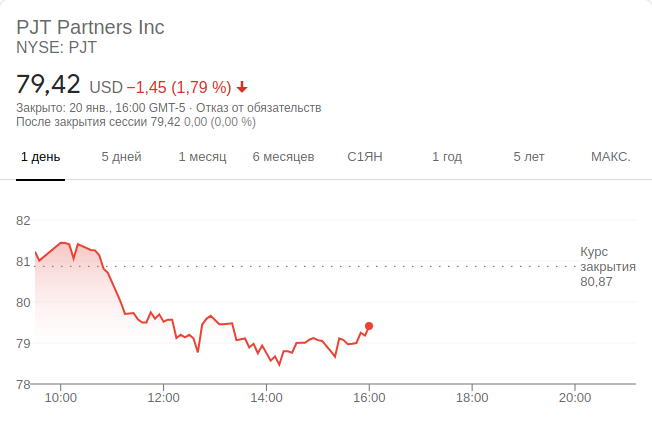 PJT Partners Inc
NYSE: PJT
79,42 USD −1,45 (1,79 %)
Закрыто: 20 янв., 16:00 GMT-5 · Отказ от обязательств
После закрытия сессии 79,42 0,00 (0,00 %)
1 день 5 дней 1 месяц 6 месяцев С1ЯН 1 год 5 лет МАКС.
82
81
80
79
78
Курс
закрытия
80,87
10:00 12:00 14:00 16:00 18:00 20:00